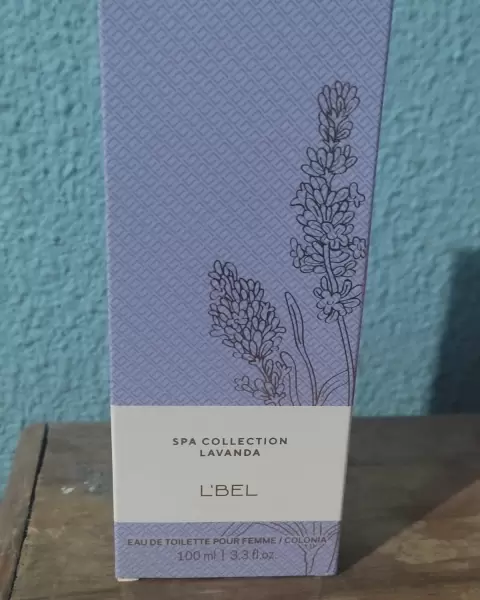 SPA COLLECTION
LAVANDA
L'BEL
EAU DE TOILETTE POUR FEMME / COLONIA
100 ml | 3.3 fl.oz